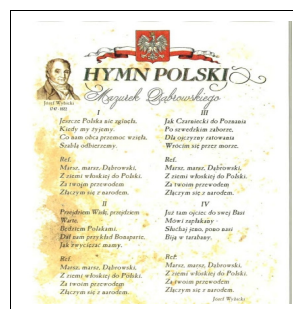 HYMN POLSKI
Mazurek Dąbrowskiego
Józef Wybicki
1747-1822
I
Jeszcze Polska nie zginęła,
Kiedy my żyjemy.
Co nam obca przemoc wzięła,
Szablą odbierzemy.
Ref.
Marsz, marsz, Dąbrowski,
Z ziemi włoskiej do Polski.
Za twoim przewodem
Złączym się z narodem.
II
Przejdziem Wisłę, przejdziem
Wartę,
Będziem Polakami.
Dał nam przykład Bonaparte,
Jak zwyciężać mamy.
Ref.
Marsz, marsz, Dąbrowski,
Z ziemi włoskiej do Polski.
Za twoim przewodem
Złączym się z narodem.
III
Jak Czarniecki do Poznania
Po szwedzkim zaborze,
Dla ojczyzny ratowania
Wrócim się przez morze.
Ref.
Marsz, marsz, Dąbrowski,
Z ziemi włoskiej do Polski.
Za twoim przewodem
Złączym się z narodem.
IV
Już tam ojciec do swej Basi
Mówi zapłakany -
Słuchaj jeno, pono nasi
Biją w tarabany.
Ref.
Marsz, marsz, Dąbrowski,
Z ziemi włoskiej do Polski.
Za twoim przewodem
Złączym się z narodem.
Józef Wybicki